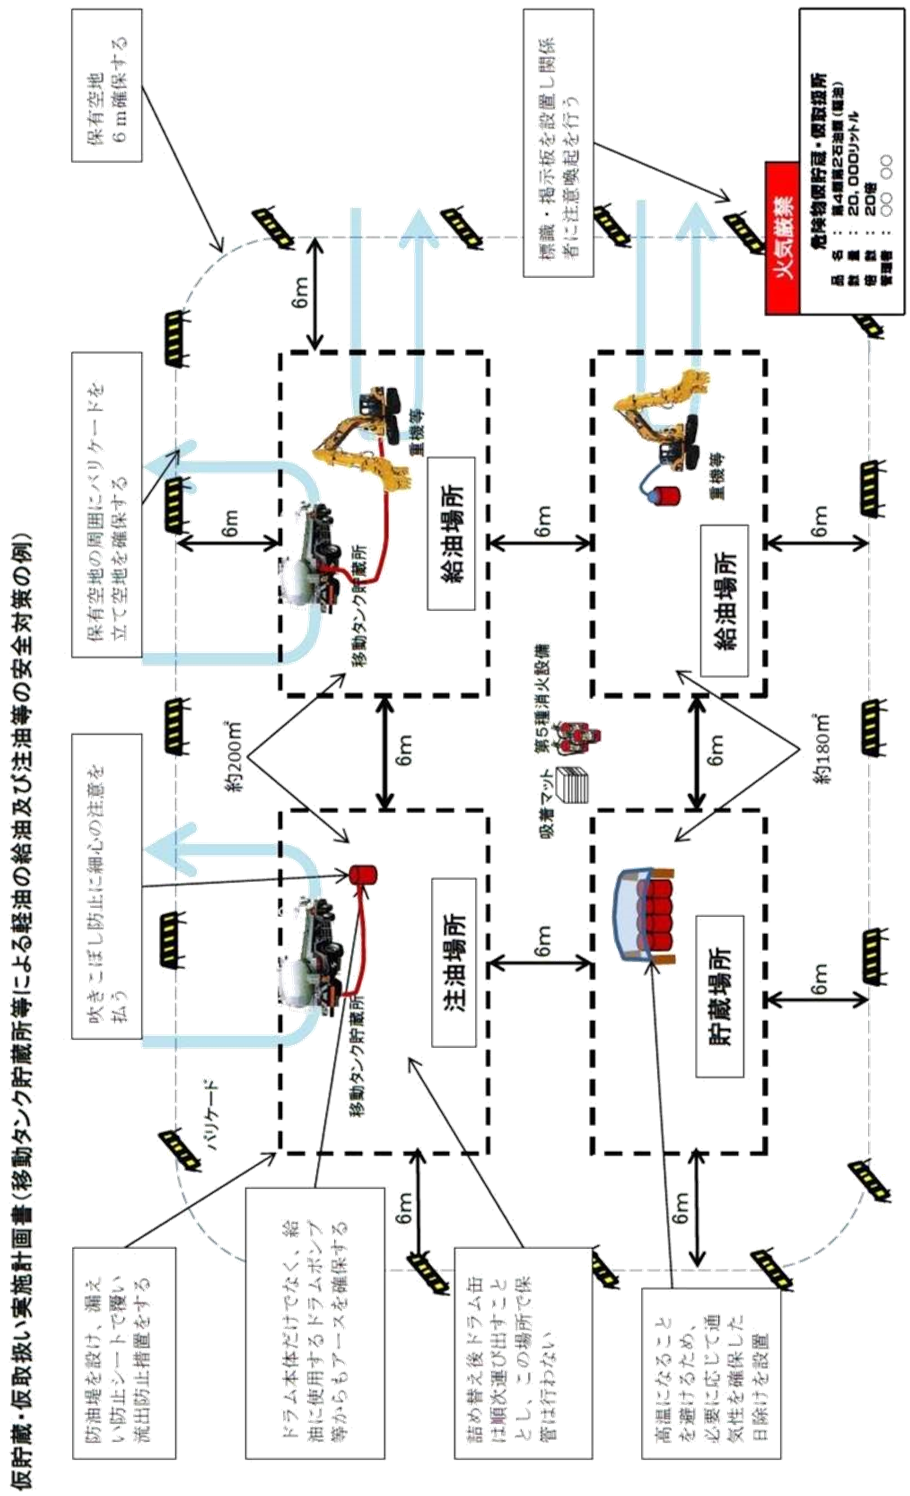 仮貯蔵・仮取扱い実施計画書(移動タンク貯蔵所等による軽油の給油及び注油等の安全対策の例)
防油堤を設け、漏え
い防止シートで覆い
流出防止措置をする
吹きこぼし防止に細心の注意を
払う
保有空地の周囲にバリケードを
立て空地を確保する
保有空地
6m確保する
バリケード
ドラム本体だけでなく、給
油に使用するドラムポンプ
等からもアースを確保する
約200㎡
6m
6m
移動タンク貯蔵所
移動タンク貯蔵所
重機等
6m
6m
注油場所
給油場所
詰め替え後ドラム缶
は順次運び出すこと
とし、この場所で保
管は行わない
6m
吸着マット
第5種消火設備
6m
標識・掲示板を設置し関係
者に注意喚起を行う
高温になること
を避けるため、
必要に応じて通
気性を確保した
日除けを設置
6m
貯蔵場所
6m
給油場所
重機等
約180㎡
6m
6m
火気厳禁
危険物仮貯蔵・仮取扱所
品名:第4類第2石油類(軽油)
数量:20,000リットル
倍数:20倍
管理者:○○ ○○